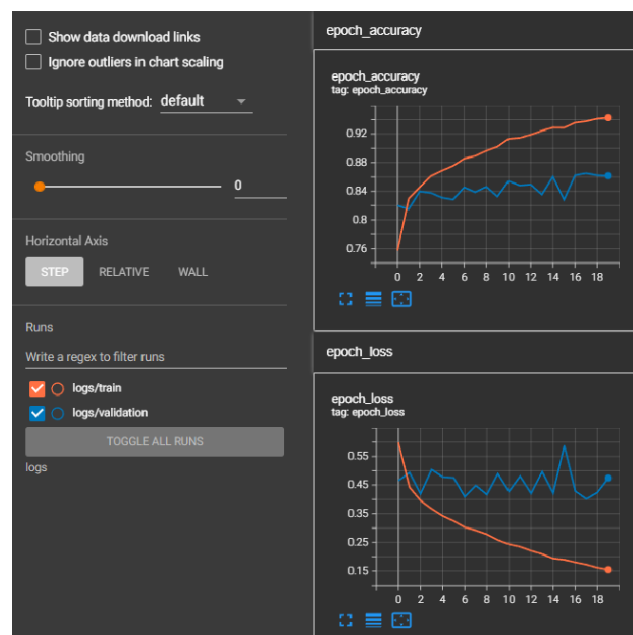 Show data download links
Ignore outliers in chart scaling
Tooltip sorting method: default
Smoothing
0
Horizontal Axis
STEP RELATIVE WALL
Runs
Write a regex to filter runs
logs/train
logs/validation
TOGGLE ALL RUNS
logs
epoch_accuracy
epoch_accuracy
tag: epoch_accuracy
0.92
0.88
0.84
0.8
0.76
0 2 4 6 8 10 12 14 16 18
epoch_loss
epoch_loss
tag: epoch_loss
0.55
0.45
0.35
0.25
0.15
0 2 4 6 8 10 12 14 16 18